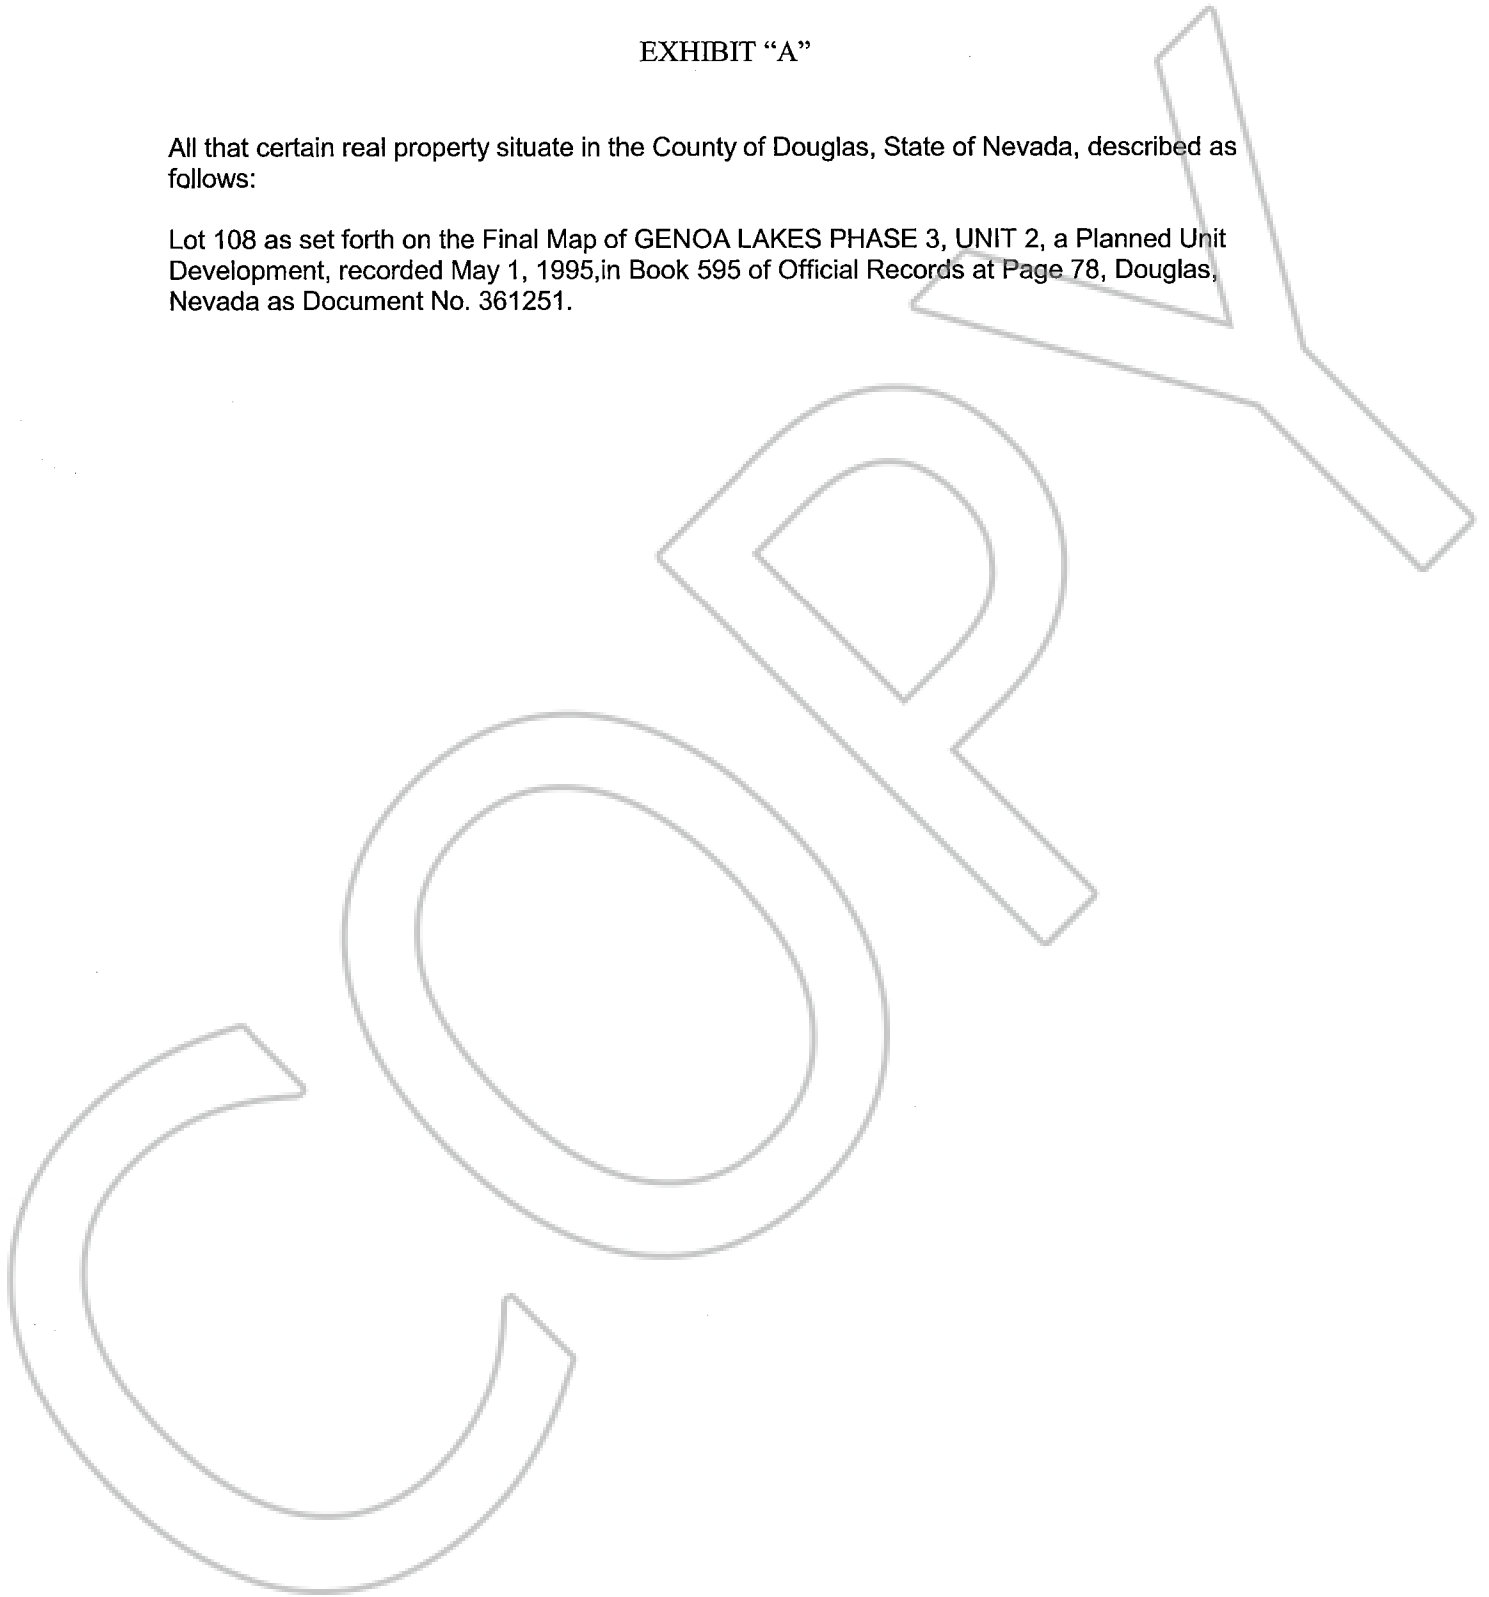 EXHIBIT “A”
All that certain real property situate in the County of Douglas, State of Nevada, described as
follows:
Lot 108 as set forth on the Final Map of GENOA LAKES PHASE 3, UNIT 2, a Planned Unit
Development, recorded May 1, 1995,in Book 595 of Official Records at Page 78, Douglas,
Nevada as Document No. 361251.
COPY